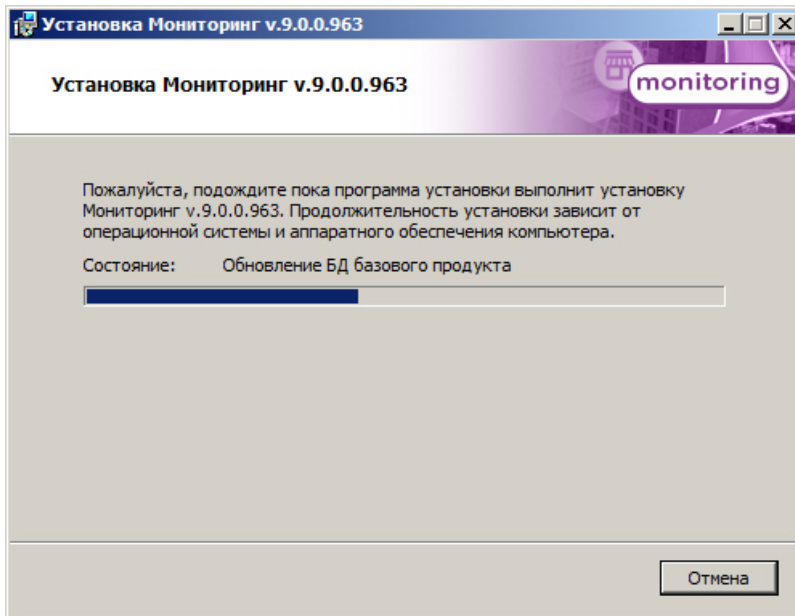 Установка Мониторинг v.9.0.0.963
Установка Мониторинг v.9.0.0.963
monitoring
Пожалуйста, подождите пока программа установки выполнит установку
Мониторинг v.9.0.0.963. Продолжительность установки зависит от
операционной системы и аппаратного обеспечения компьютера.
Состояние: Обновление БД базового продукта
Отмена